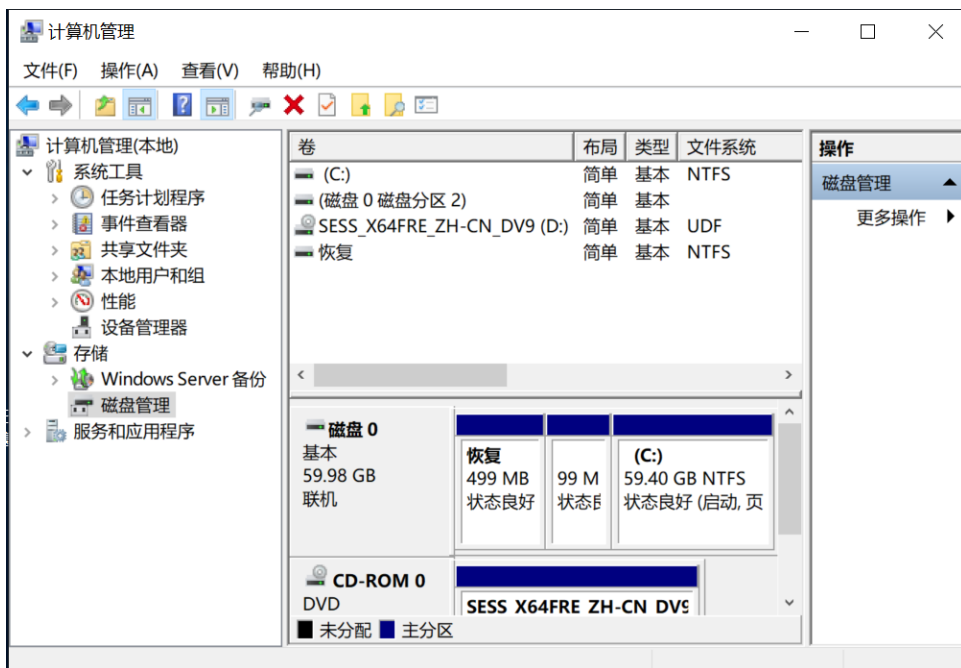 计算机管理
文件(F) 操作(A) 查看(V) 帮助(H)
计算机管理(本地)
系统工具
任务计划程序
事件查看器
共享文件夹
本地用户和组
性能
设备管理器
存储
Windows Server 备份
磁盘管理
服务和应用程序
卷 布局 类型 文件系统
(C:) 简单 基本 NTFS
(磁盘 0 磁盘分区 2) 简单 基本
SESS_X64FRE_ZH-CN_DV9 (D:) 简单 基本 UDF
恢复 简单 基本 NTFS
磁盘 0
基本
59.98 GB
联机
恢复
499 MB
状态良好
99 M
状态
(C:)
59.40 GB NTFS
状态良好 (启动, 页
CD-ROM 0
DVD
SESS_X64FRE_ZH-CN_DV9
未分配 主分区
操作
磁盘管理
更多操作